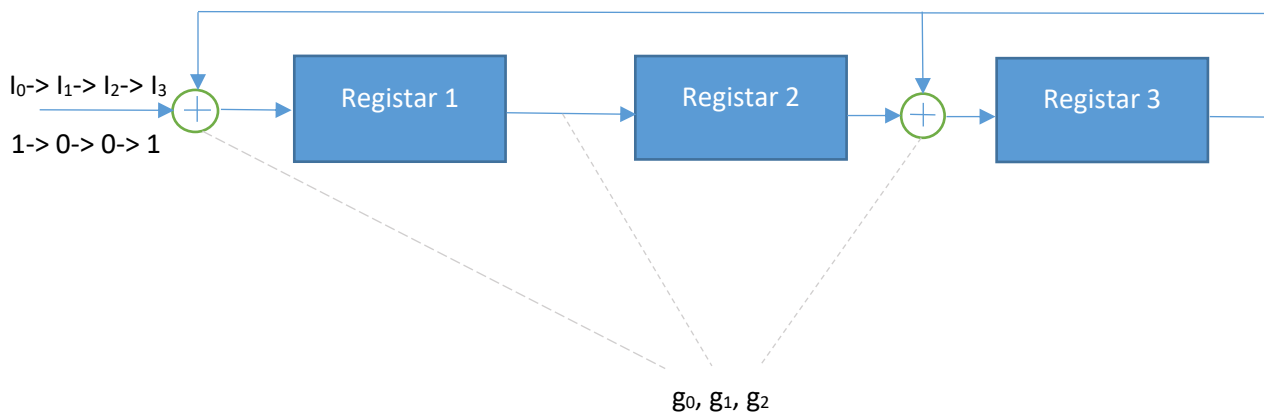 I₀-> I₁-> I₂-> I₃
1-> 0-> 0-> 1
+
Registar 1
Registar 2
+
Registar 3
g₀, g₁, g₂